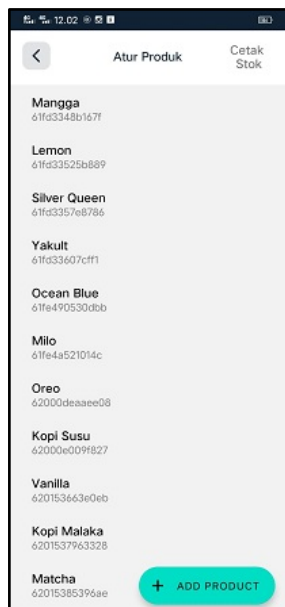 12.02
Atur Produk
Cetak
Stok
Mangga
61fd3348b167f
Lemon
61fd33525b889
Silver Queen
61fd3357e8786
Yakult
61fd33607cff1
Ocean Blue
61fe490530dbb
Milo
61fe4a521014c
Oreo
62000deaaee08
Kopi Susu
62000e009f827
Vanilla
620153663e0eb
Kopi Malaka
6201537963328
Matcha
62015385396ae
+ ADD PRODUCT